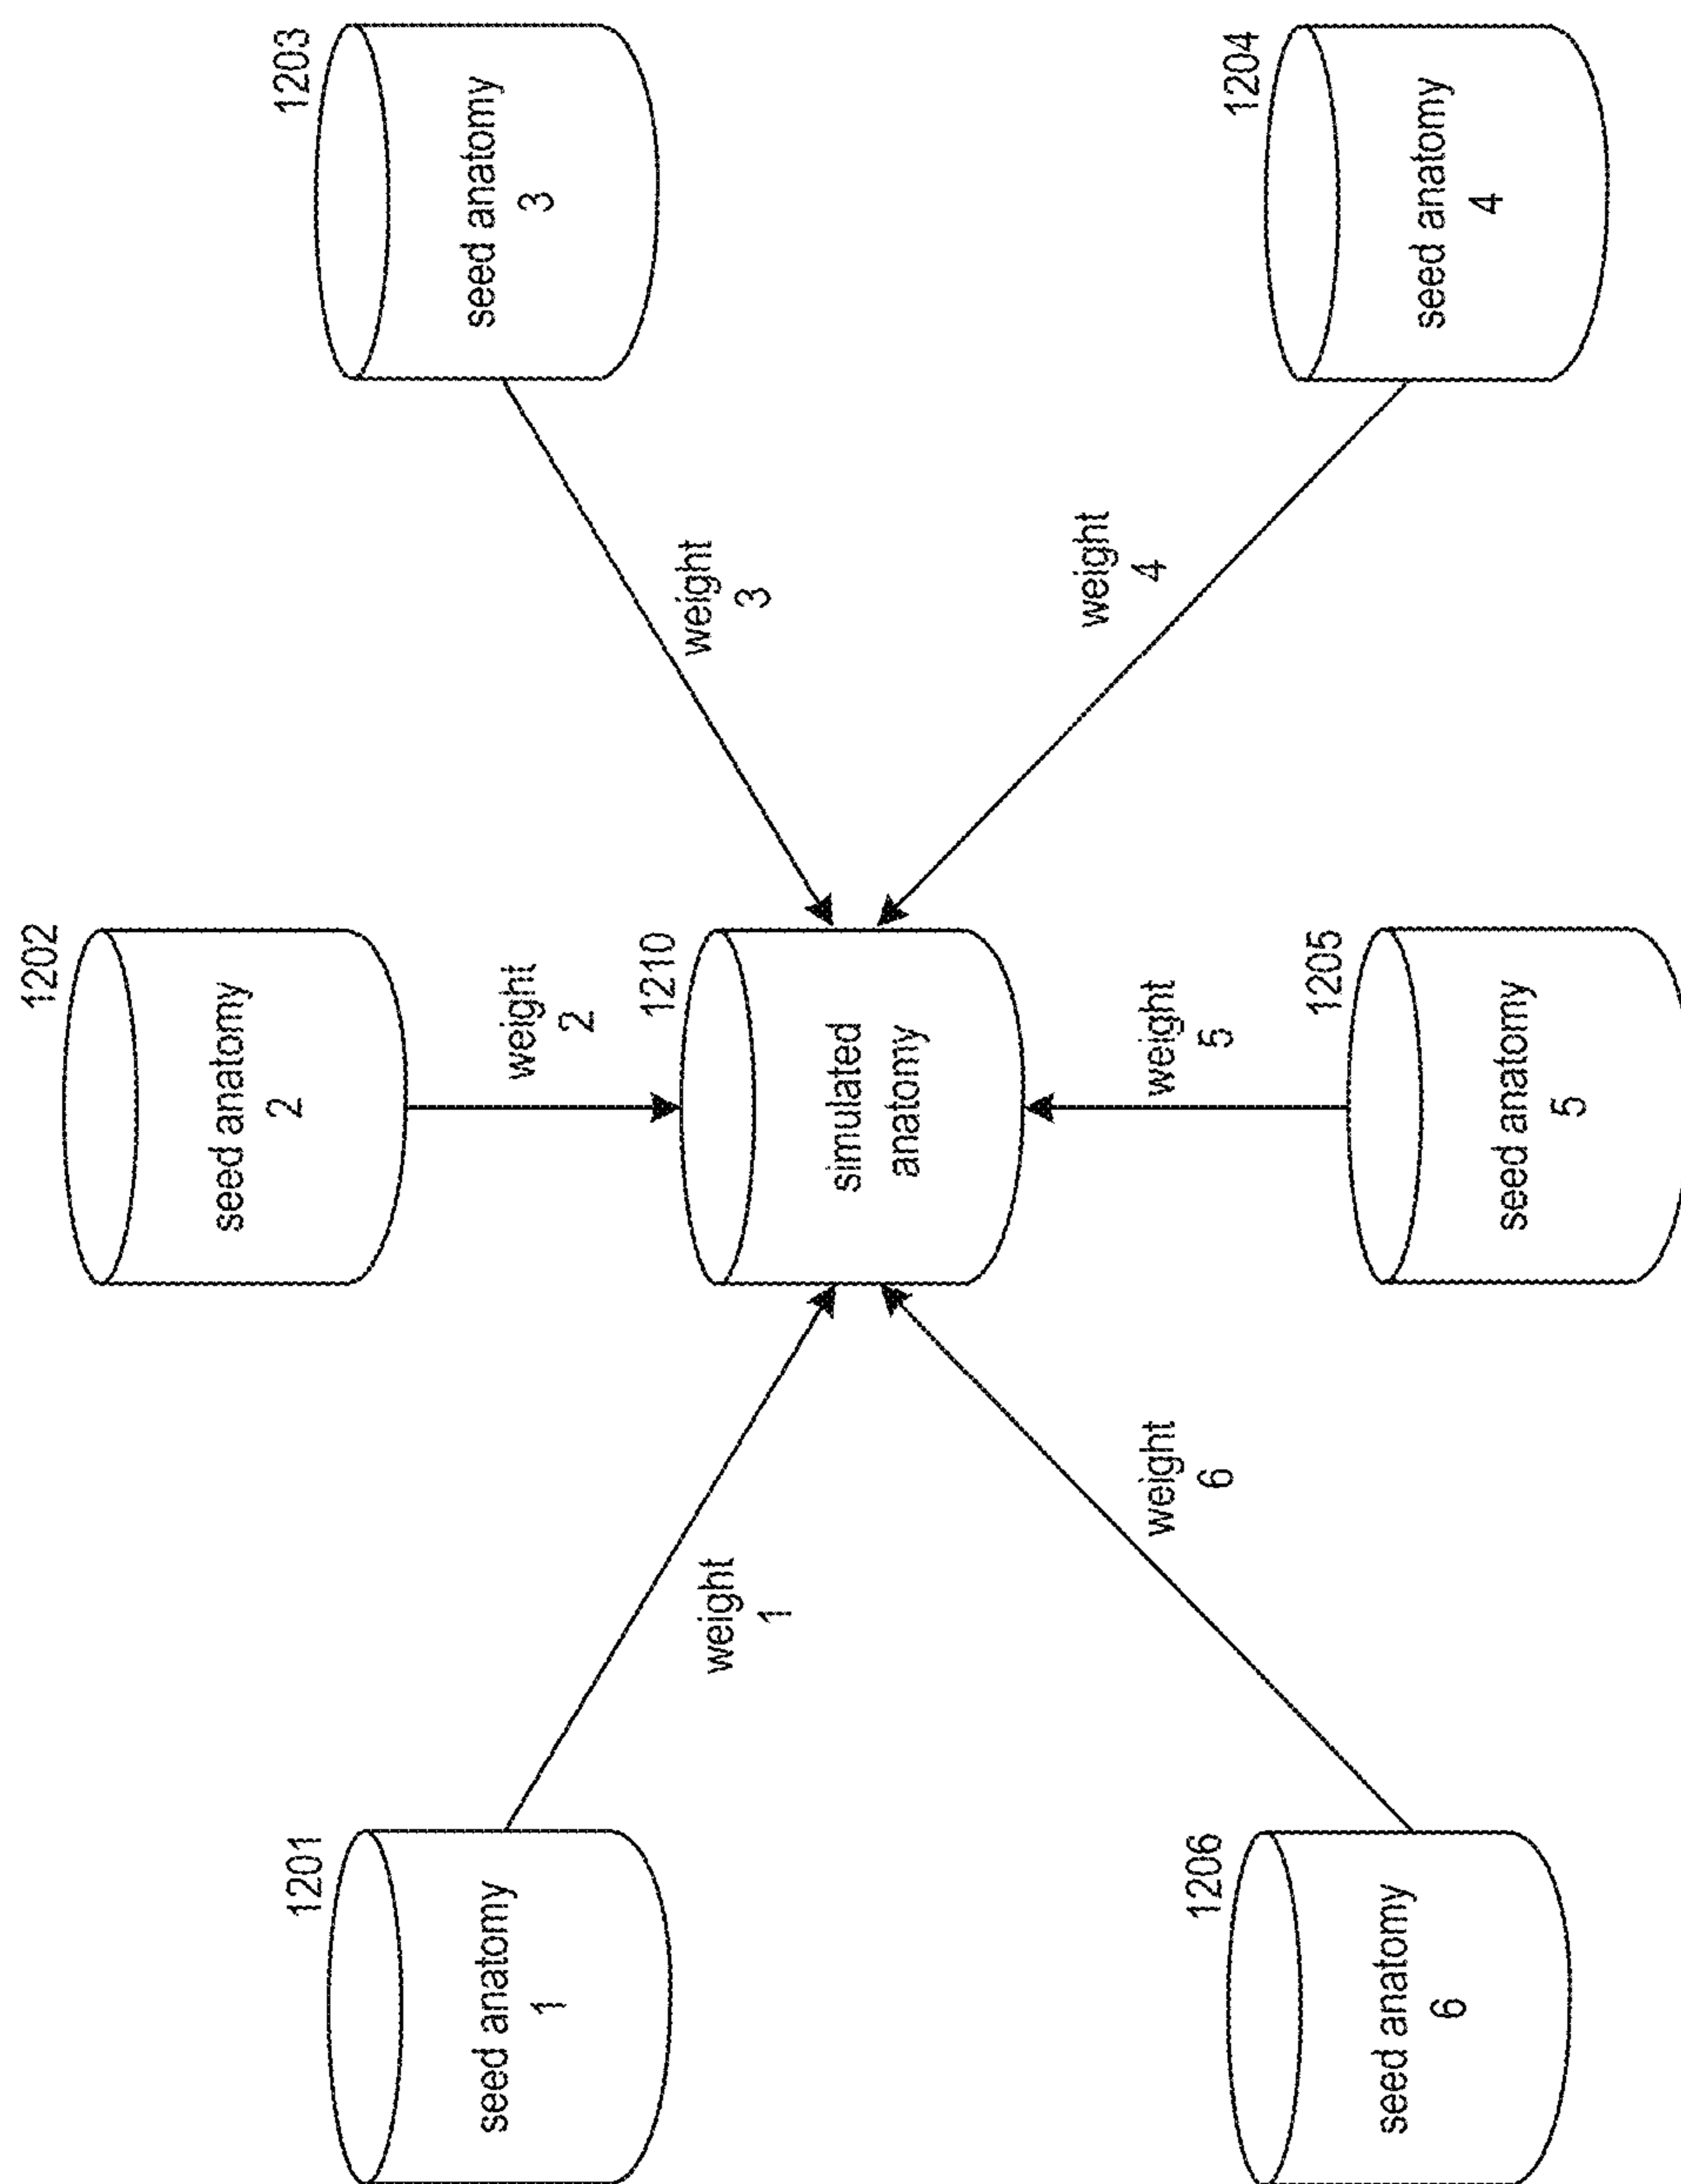 1201
seed anatomy
1
weight
1
1202
seed anatomy
2
weight
2
1203
seed anatomy
3
weight
3
1210
simulated
anatomy
1204
seed anatomy
4
weight
4
1205
seed anatomy
5
weight
5
1206
seed anatomy
6
weight
6